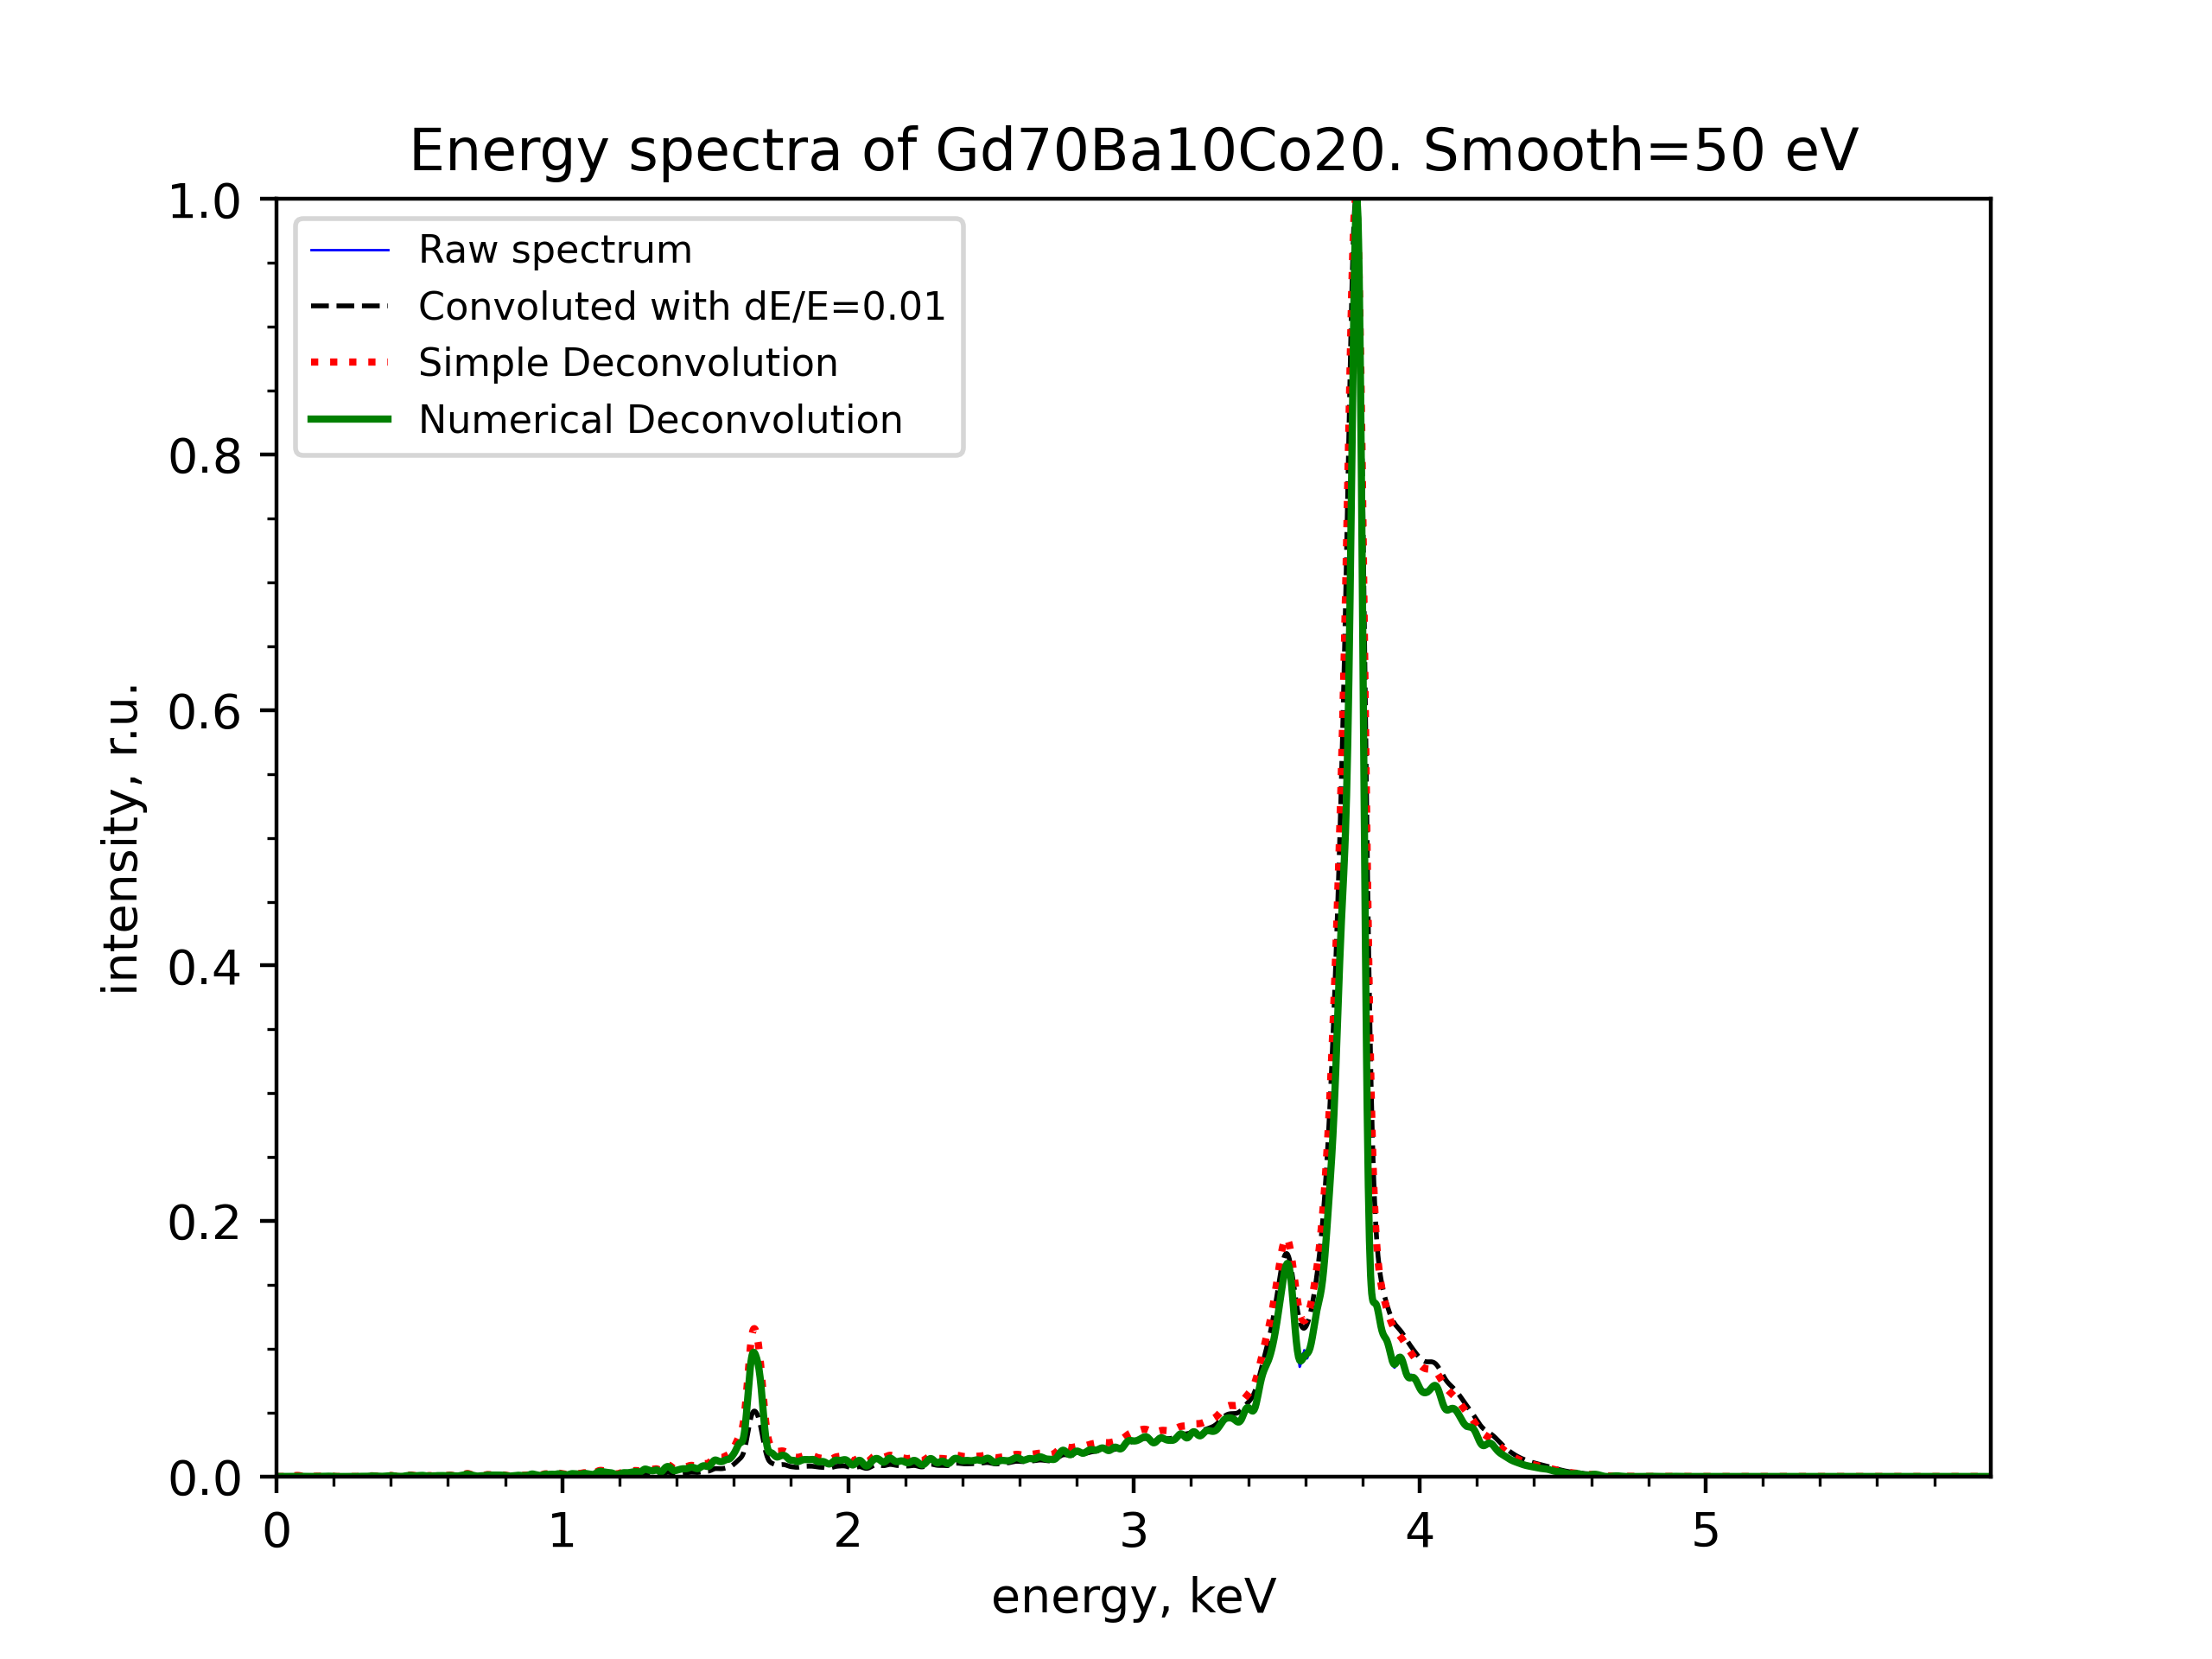 Energy spectra of Gd70Ba10Co20. Smooth=50 eV
1.0
0.8
0.6
0.4
0.2
0.0
intensity, r.u.
Raw spectrum
Convoluted with dE/E=0.01
Simple Deconvolution
Numerical Deconvolution
0 1 2 3 4 5
energy, keV